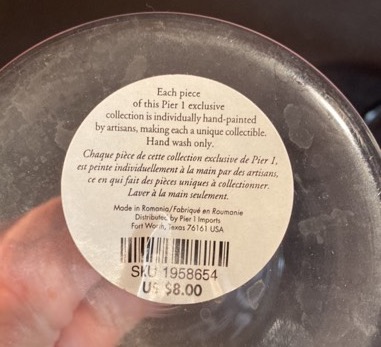 Each piece
of this Pier 1 exclusive
collection is individually hand-painted
by artisans, making each a unique collectible.
Hand wash only.
Chaque pièce de cette collection exclusive de Pier 1,
est peinte individuellement à la main par des artisans,
ce en qui fait des pièces uniques à collectionner.
Laver à la main seulement.
Made in Romania/Fabriqué en Roumanie
Distributed by Pier 1 Imports
Fort Worth, Texas 76161 USA
SKU 1958654
US $8.00